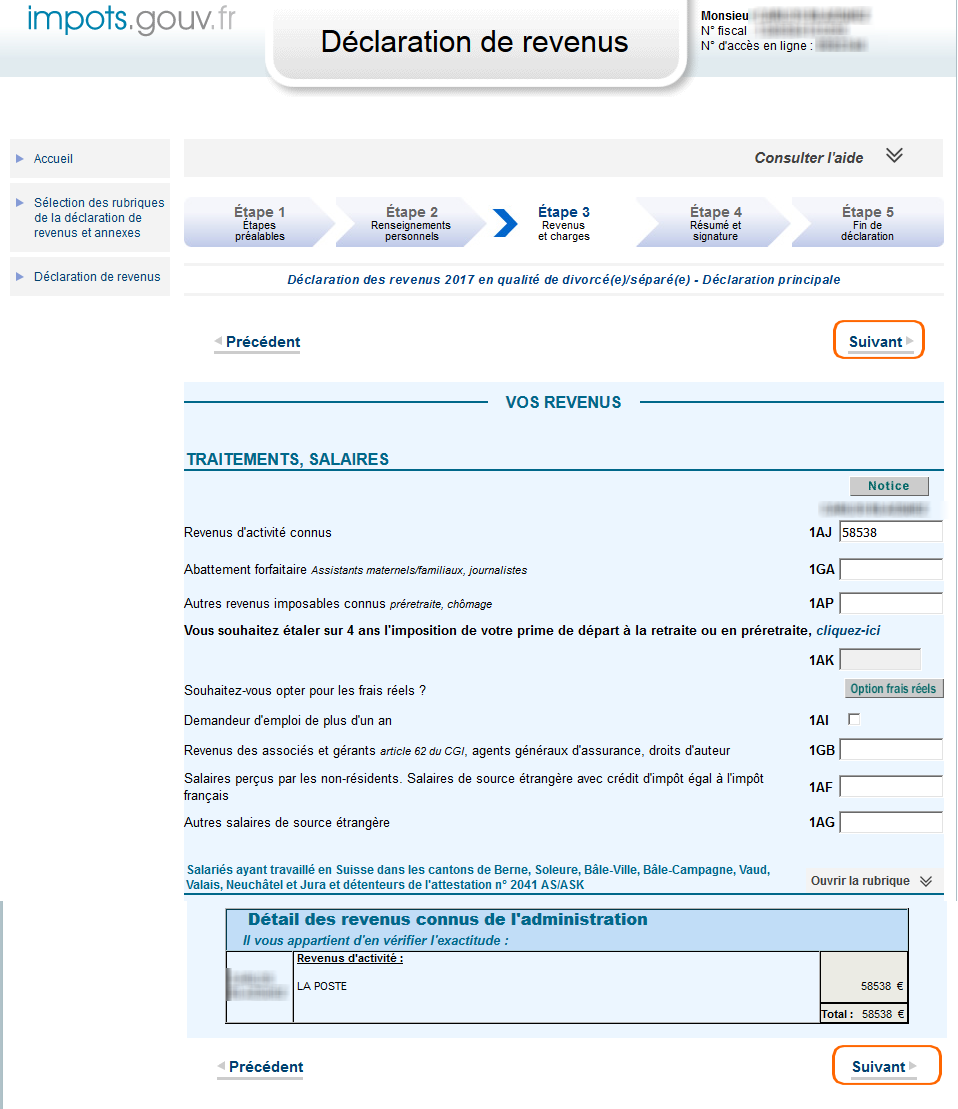 impots.gouv.fr
Déclaration de revenus
Monsieu
N° fiscal
N° d'accès en ligne :
Accueil
Sélection des rubriques
de la déclaration de
revenus et annexes
Déclaration de revenus
Consulter l'aide
Étape 1
Étapes
préalables
Étape 2
Renseignements
personnels
Étape 3
Revenus
et charges
Étape 4
Résumé et
signature
Étape 5
Fin de
déclaration
Déclaration des revenus 2017 en qualité de divorcé(e)/séparé(e) - Déclaration principale
Précédent
Suivant
VOS REVENUS
TRAITEMENTS, SALAIRES
Notice
Revenus d'activité connus 1AJ 58538
Abattement forfaitaire Assistants maternels/familiaux, journalistes 1GA
Autres revenus imposables connus préretraite, chômage 1AP
Vous souhaitez étaler sur 4 ans l'imposition de votre prime de départ à la retraite ou en préretraite, cliquez-ici
1AK
Souhaitez-vous opter pour les frais réels ? Option frais réels
Demandeur d'emploi de plus d'un an 1AI
Revenus des associés et gérants article 62 du CGI, agents généraux d'assurance, droits d'auteur 1GB
Salaires perçus par les non-résidents. Salaires de source étrangère avec crédit d'impôt égal à l'impôt
français 1AF
Autres salaires de source étrangère 1AG
Salariés ayant travaillé en Suisse dans les cantons de Berne, Soleure, Bâle-Ville, Bâle-Campagne, Vaud,
Valais, Neuchâtel et Jura et détenteurs de l'attestation n° 2041 AS/ASK
Ouvrir la rubrique
Détail des revenus connus de l'administration
Il vous appartient d'en vérifier l'exactitude :
Revenus d'activité :
LA POSTE 58538 €
Total : 58538 €
Précédent
Suivant